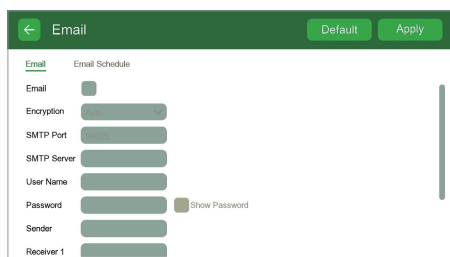 Email Default Apply
Email Email Schedule
Email
Encryption Auto
SMTP Port
SMTP Server
User Name
Password Show Password
Sender
Receiver 1